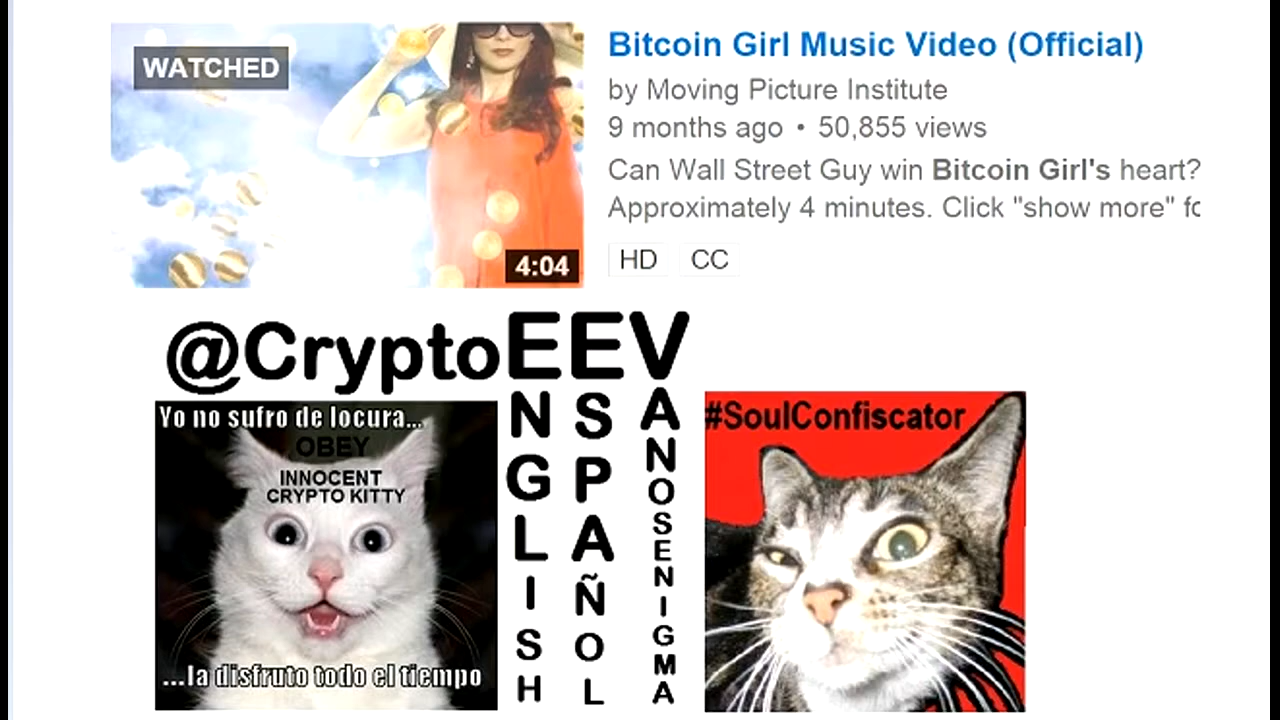 WATCHED
4:04
Bitcoin Girl Music Video (Official)
by Moving Picture Institute
9 months ago • 50,855 views
Can Wall Street Guy win Bitcoin Girl's heart?
Approximately 4 minutes. Click "show more" fo
HD CC
@CryptoEEV
ENGLISH
ESPAÑOL
VANOSENIGMA
Yo no sufro de locura...
OBEY
INNOCENT
CRYPTO KITTY
...la disfruto todo el tiempo
#SoulConfiscator